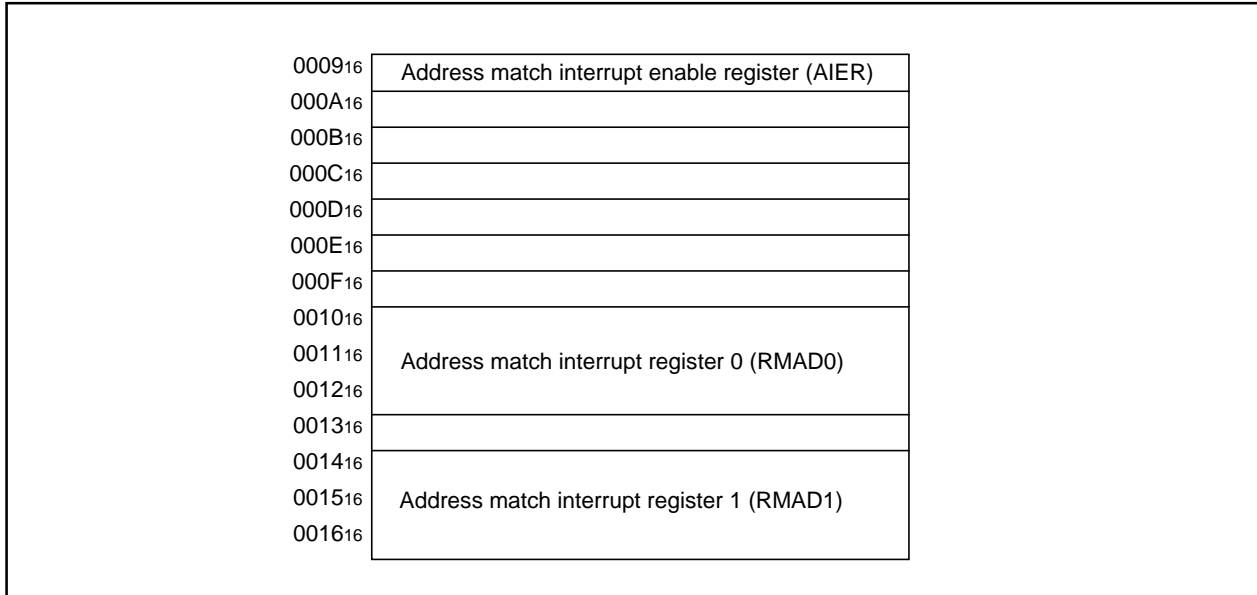 000916 Address match interrupt enable register (AIER)
000A16
000B16
000C16
000D16
000E16
000F16
001016
001116 Address match interrupt register 0 (RMAD0)
001216
001316
001416
001516 Address match interrupt register 1 (RMAD1)
001616